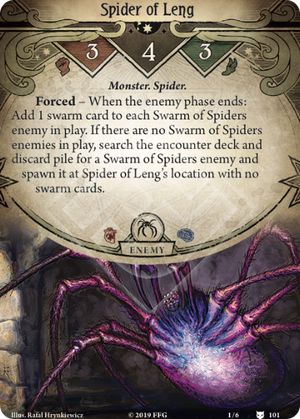 Spider of Leng
3 4 3
Monster. Spider.
Forced – When the enemy phase ends:
Add 1 swarm card to each Swarm of Spiders
enemy in play. If there are no Swarm of Spiders
enemies in play, search the encounter deck and
discard pile for a Swarm of Spiders enemy and
spawn it at Spider of Leng's location with no
swarm cards.
ENEMY
Illus. Rafał Hrynkiewicz © 2019 FFG 1/6 101